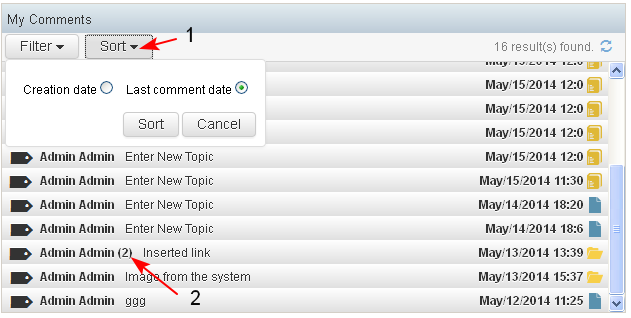 My Comments
Filter Sort 1 16 result(s) found.
May/15/2014 12:0
Creation date Last comment date May/15/2014 12:0
May/15/2014 12:0
Sort Cancel May/15/2014 12:0
Admin Admin Enter New Topic May/15/2014 12:0
Admin Admin Enter New Topic May/15/2014 11:30
Admin Admin Enter New Topic May/14/2014 18:20
Admin Admin Enter New Topic May/14/2014 18:6
Admin Admin (2) Inserted link May/13/2014 13:39
Admin Admin Image from the system May/13/2014 15:37
2
Admin Admin ggg May/12/2014 11:25